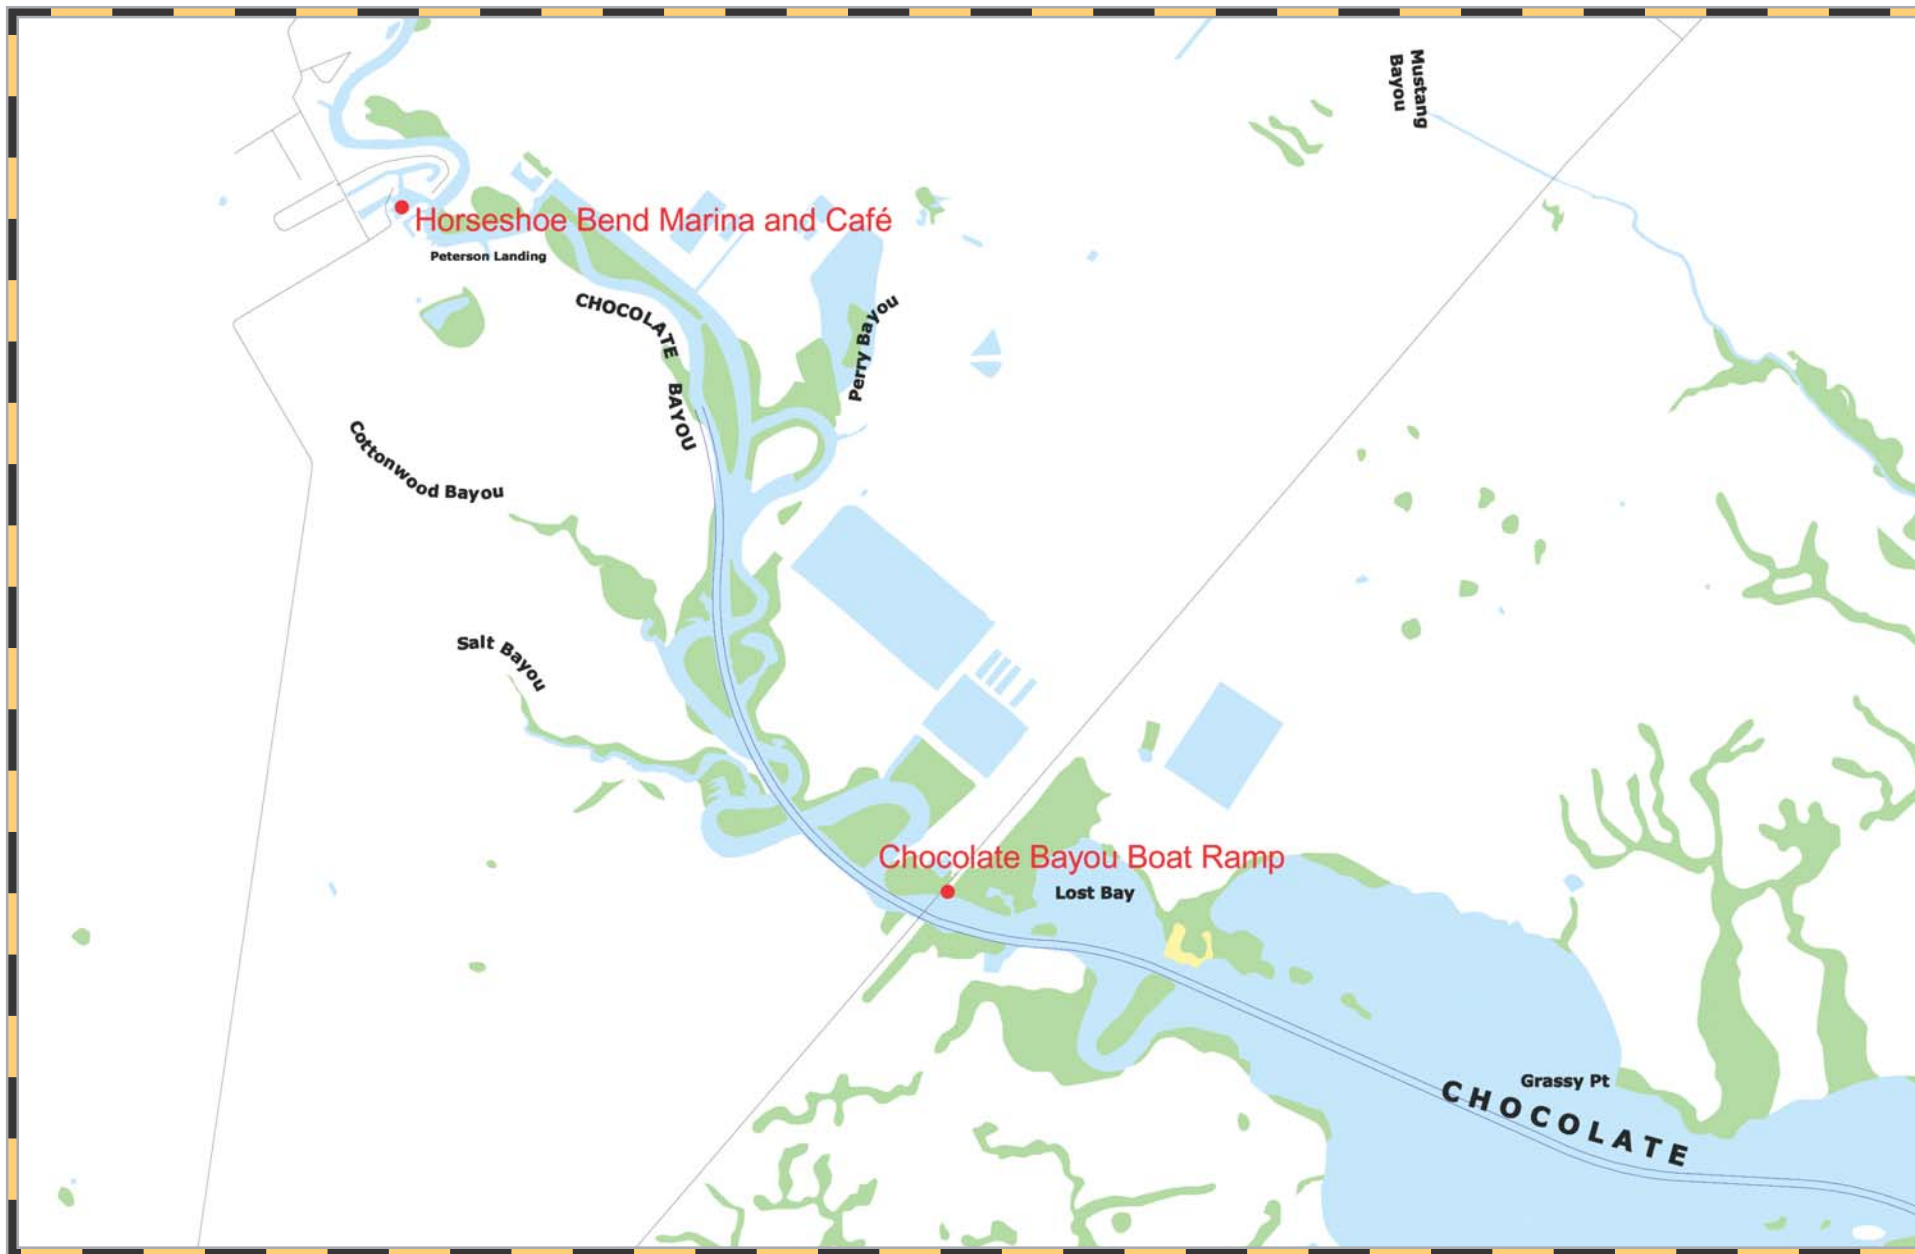 Mustang
Bayou
Horseshoe Bend Marina and Café
Peterson Landing
CHOCOLATE
BAYOU
Perry Bayou
Cottonwood Bayou
Salt Bayou
Chocolate Bayou Boat Ramp
Lost Bay
Grassy Pt
CHOCOLATE